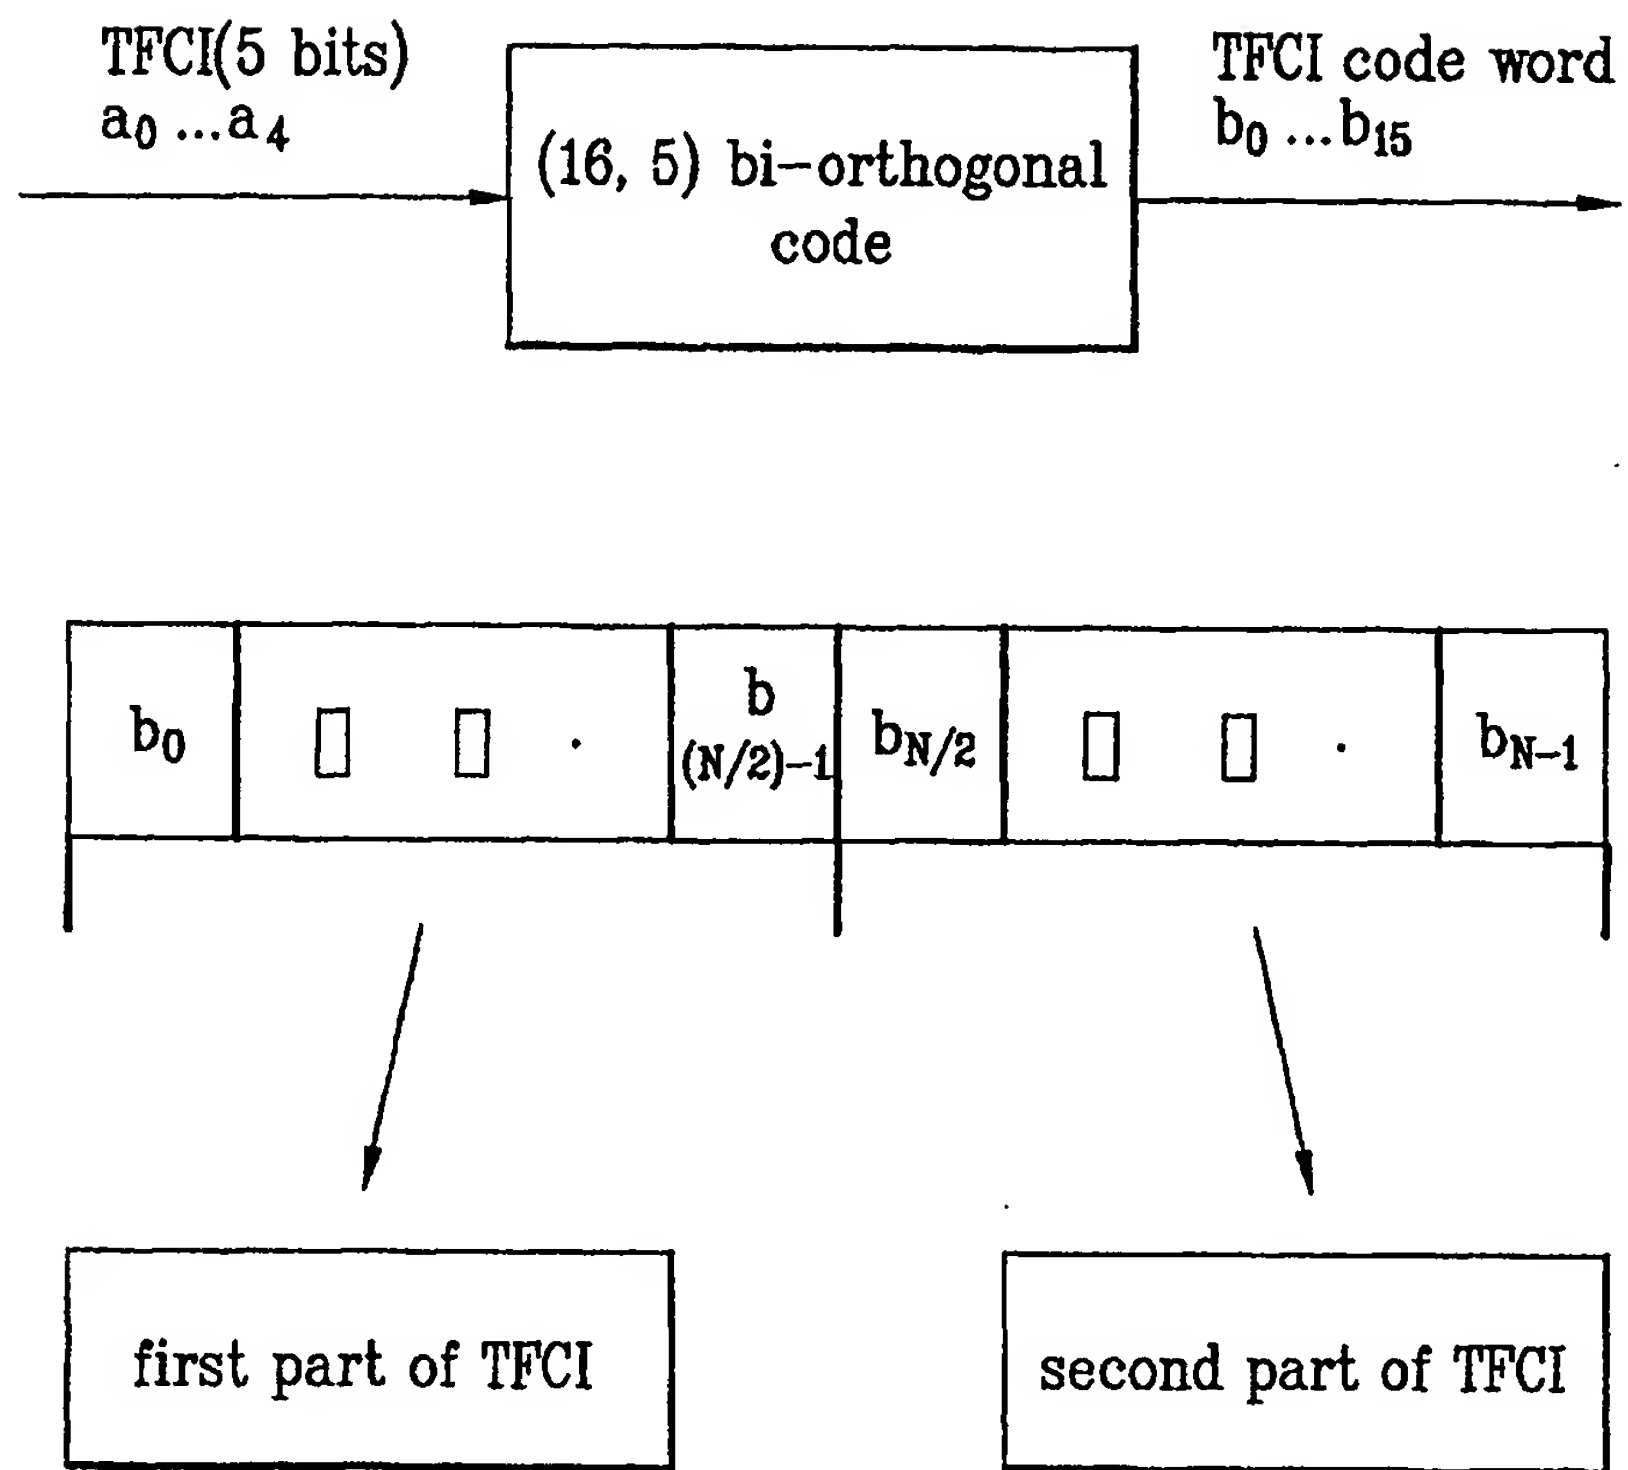 TFCI(5 bits)
a0 ...a4
(16, 5) bi-orthogonal
code
TFCI code word
b0 ...b15
b0
b
(N/2)-1
bN/2
bN-1
first part of TFCI
second part of TFCI